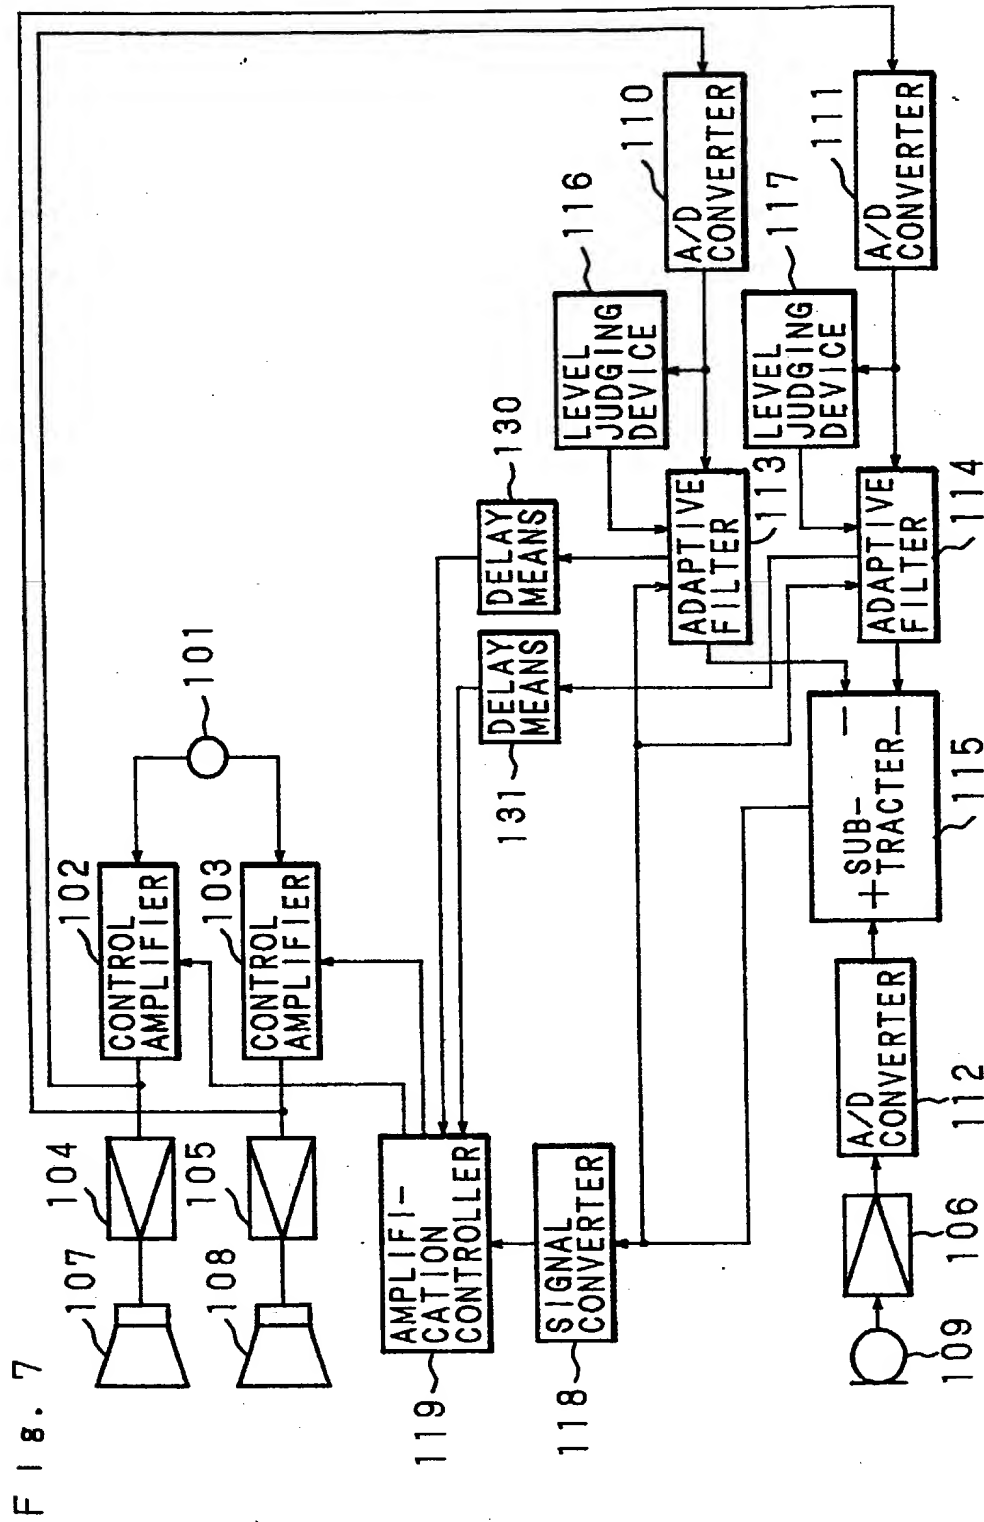 Fig. 7
107
104
102
CONTROL
AMPLIFIER
101
108
105
103
CONTROL
AMPLIFIER
119
AMPLIFI-
CATION
CONTROLLER
131
DELAY
MEANS
130
DELAY
MEANS
118
SIGNAL
CONVERTER
116
LEVEL
JUDGING
DEVICE
110
A/D
CONVERTER
ADAPTIVE
FILTER
113
117
LEVEL
JUDGING
DEVICE
111
A/D
CONVERTER
109
106
A/D
CONVERTER
112
+
SUB-
TRACTER
−
−
115
ADAPTIVE
FILTER
114